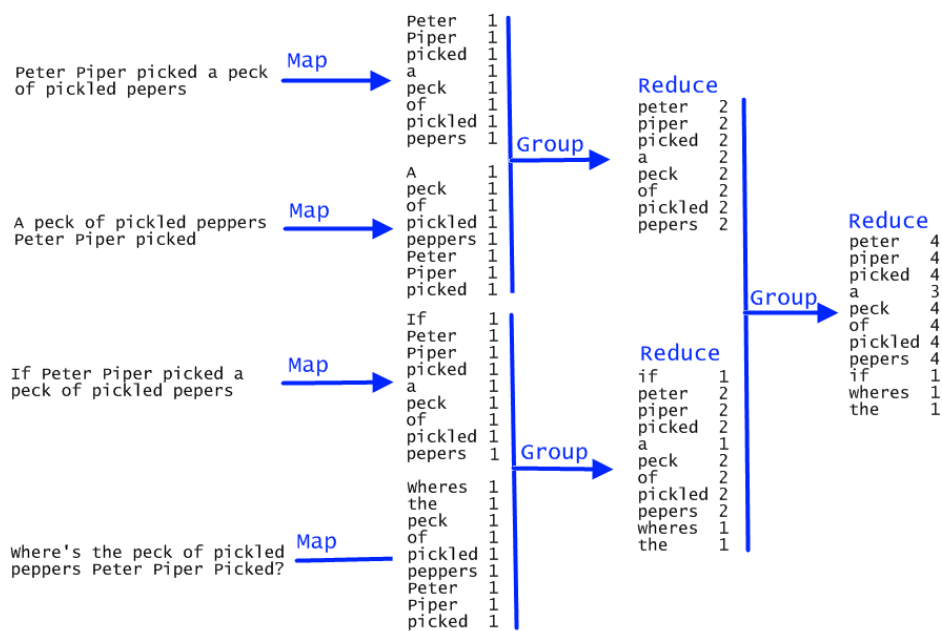 Peter Piper picked a peck
of pickled pepers
Map
Peter 1
Piper 1
picked 1
a 1
peck 1
of 1
pickled 1
pepers 1
A peck of pickled peppers
Peter Piper picked
Map
A 1
peck 1
of 1
pickled 1
peppers 1
Peter 1
Piper 1
picked 1
Group
Reduce
peter 2
piper 2
picked 2
a 2
peck 2
of 2
pickled 2
pepers 2
If Peter Piper picked a
peck of pickled pepers
Map
If 1
Peter 1
Piper 1
picked 1
a 1
peck 1
of 1
pickled 1
pepers 1
Where's the peck of pickled
peppers Peter Piper Picked?
Map
Wheres 1
the 1
peck 1
of 1
pickled 1
peppers 1
Peter 1
Piper 1
picked 1
Group
Reduce
if 1
peter 2
piper 2
picked 2
a 1
peck 2
of 2
pickled 2
pepers 2
wheres 1
the 1
Group
Reduce
peter 4
piper 4
picked 4
a 3
peck 4
of 4
pickled 4
pepers 4
if 1
wheres 1
the 1